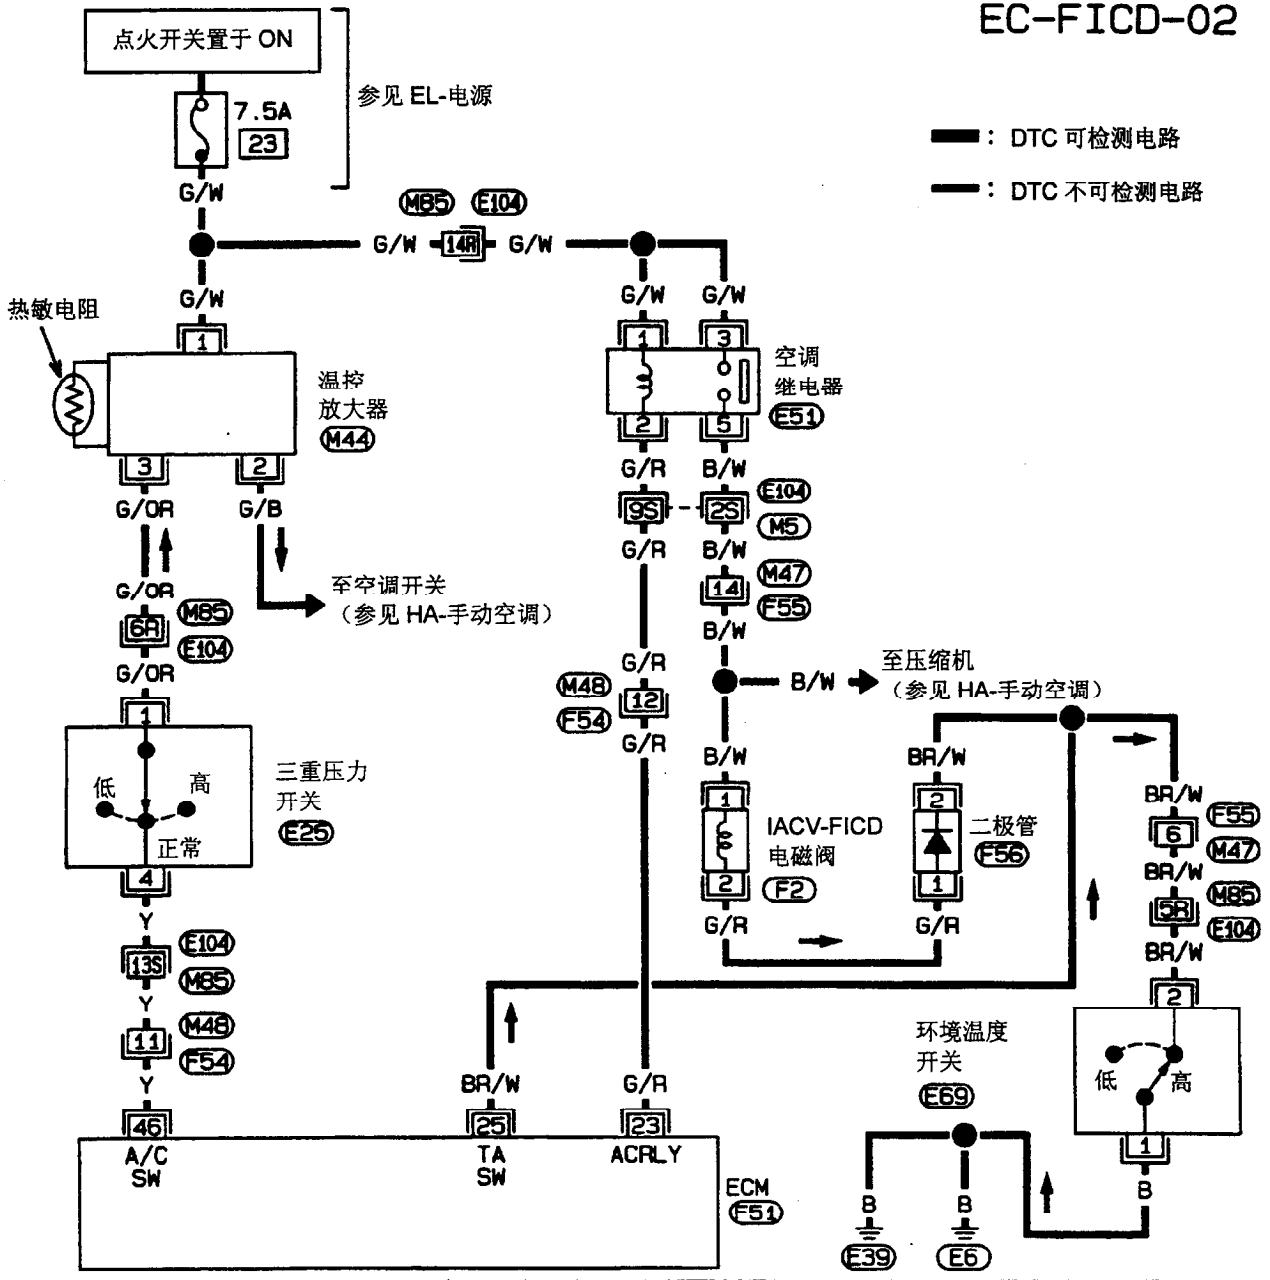 EC-FICD-02
点火开关置于 ON
参见 EL-电源
7.5A
23
: DTC 可检测电路
: DTC 不可检测电路
G/W
M85 E104
G/W 14R G/W
G/W
G/W G/W
热敏电阻
1
1 3
温控
放大器
M44
空调
继电器
E51
2 5
3 2
G/R B/W
G/OR G/B
9S 2S
E104
M5
G/R B/W
至空调开关
(参见 HA-手动空调)
G/OR
M47
14
F55
M85
6R
E104
B/W
G/OR
G/R
至压缩机
B/W
(参见 HA-手动空调)
M48
12
F54
1
G/R
B/W BR/W
三重压力
开关
E25
低 高
正常
4
1 2
IACV-FICD
电磁阀
F2
二极管
F56
2 1
BR/W
F55
6
M47
BR/W
M85
5R
E104
BR/W
Y
G/R G/R
E104
13S
M85
Y
M48
11
F54
Y
2
环境温度
开关
E69
低 高
1
BR/W G/R
46 25 23
A/C
SW
TA
SW
ACRLY
ECM
F51
B B B
E39 E6